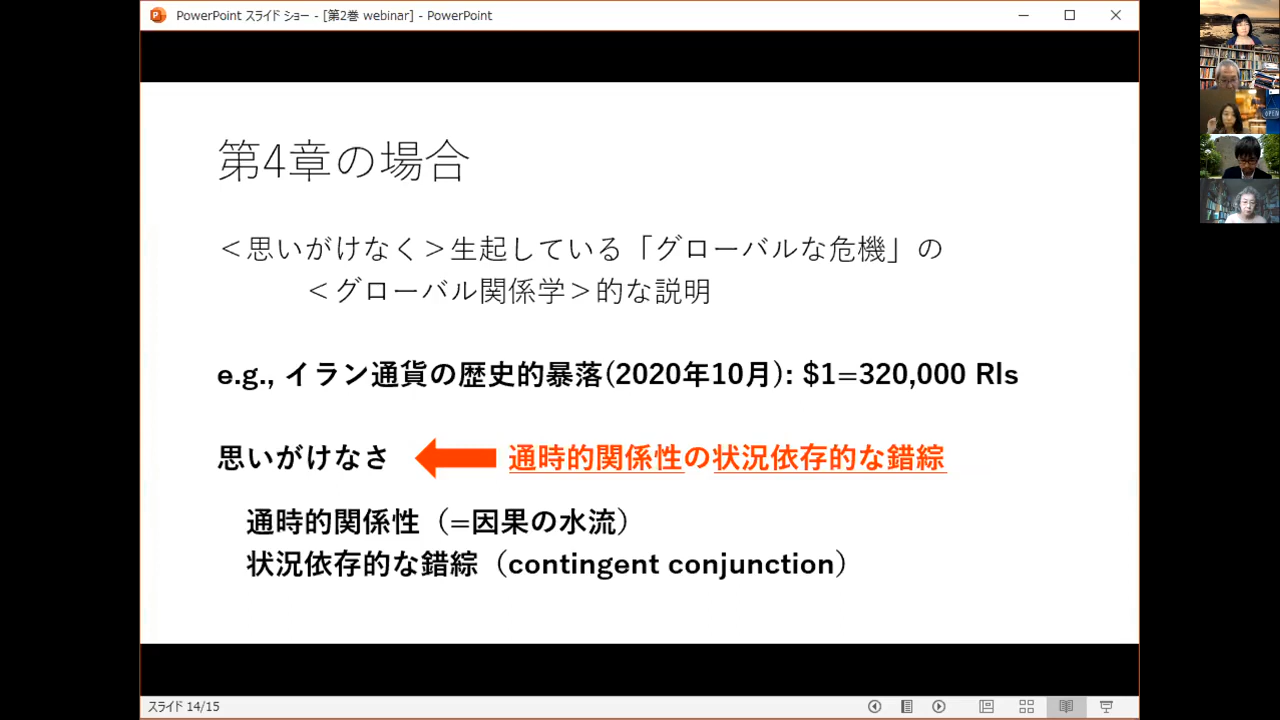 PowerPoint スライド ショー - [第2巻 webinar] - PowerPoint
第4章の場合
＜思いがけなく＞生起している「グローバルな危機」の
＜グローバル関係学＞的な説明
e.g., イラン通貨の歴史的暴落(2020年10月): $1=320,000 Rls
思いがけなさ 通時的関係性の状況依存的な錯綜
通時的関係性（=因果の水流）
状況依存的な錯綜（contingent conjunction）
スライド 14/15
OPEN